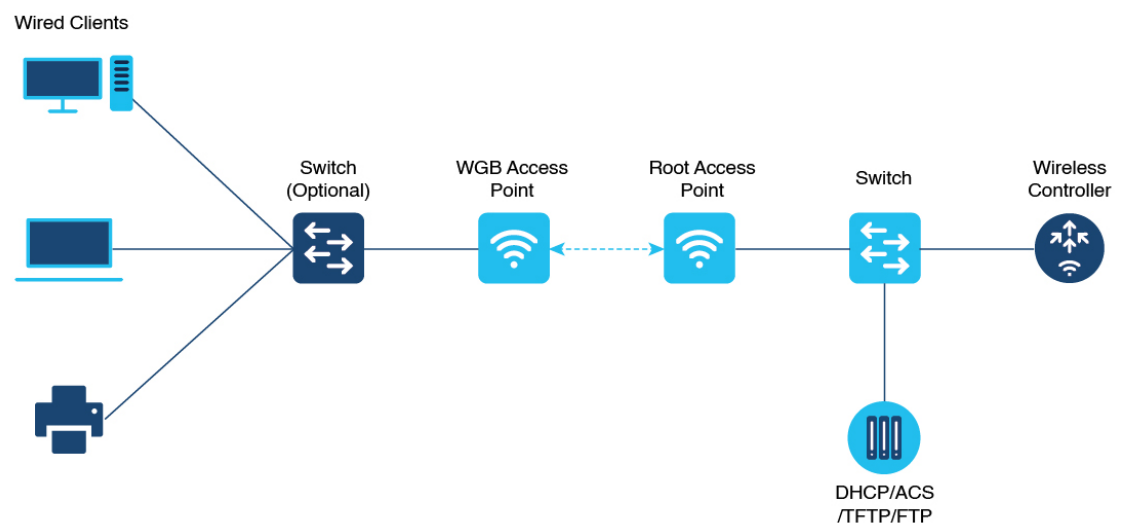 Wired Clients
Switch
(Optional)
WGB Access
Point
Root Access
Point
Switch
Wireless
Controller
DHCP/ACS
/TFTP/FTP